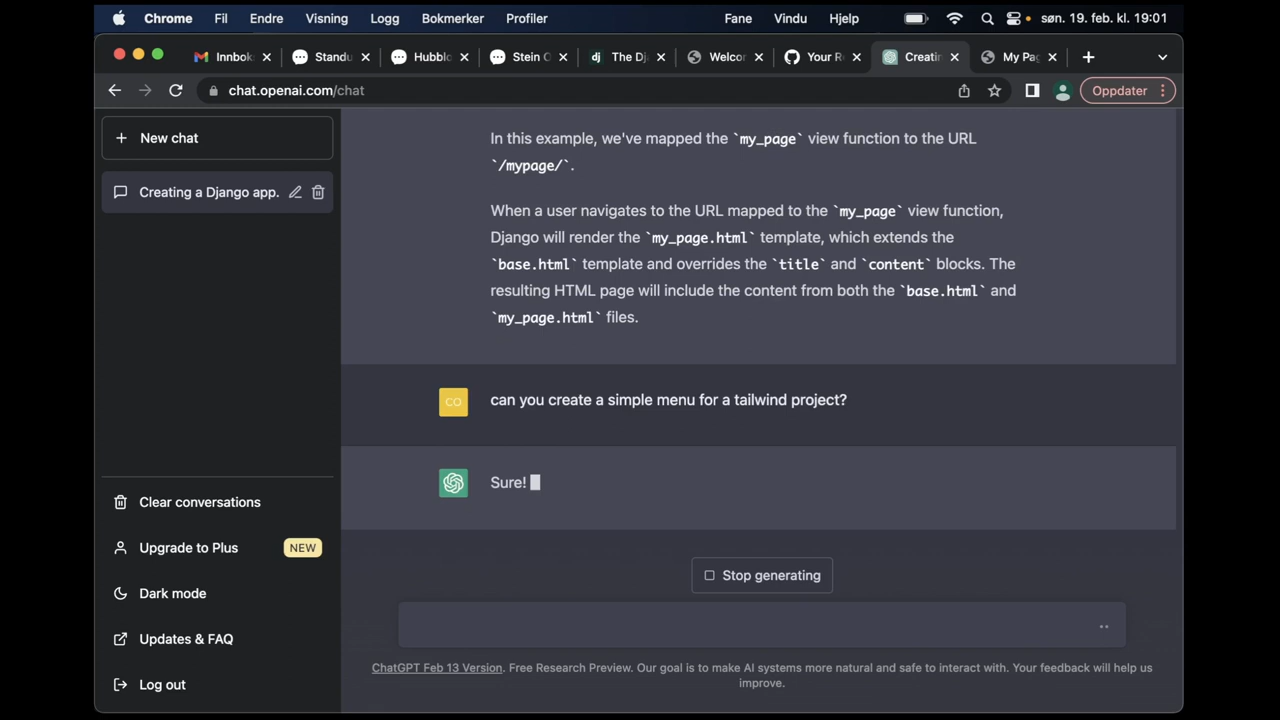 Chrome Fil Endre Visning Logg Bokmerker Profiler Fane Vindu Hjelp søn. 19. feb. kl. 19:01
Innbok Standu Hubblo Stein O The Dj Welcor Your R Creatin My Pag
chat.openai.com/chat Oppdater
New chat
Creating a Django app.
In this example, we've mapped the `my_page` view function to the URL
`/mypage/`.
When a user navigates to the URL mapped to the `my_page` view function,
Django will render the `my_page.html` template, which extends the
`base.html` template and overrides the `title` and `content` blocks. The
resulting HTML page will include the content from both the `base.html` and
`my_page.html` files.
CO can you create a simple menu for a tailwind project?
Sure!
Clear conversations
Upgrade to Plus NEW
Dark mode
Updates & FAQ
Log out
Stop generating
ChatGPT Feb 13 Version. Free Research Preview. Our goal is to make AI systems more natural and safe to interact with. Your feedback will help us
improve.